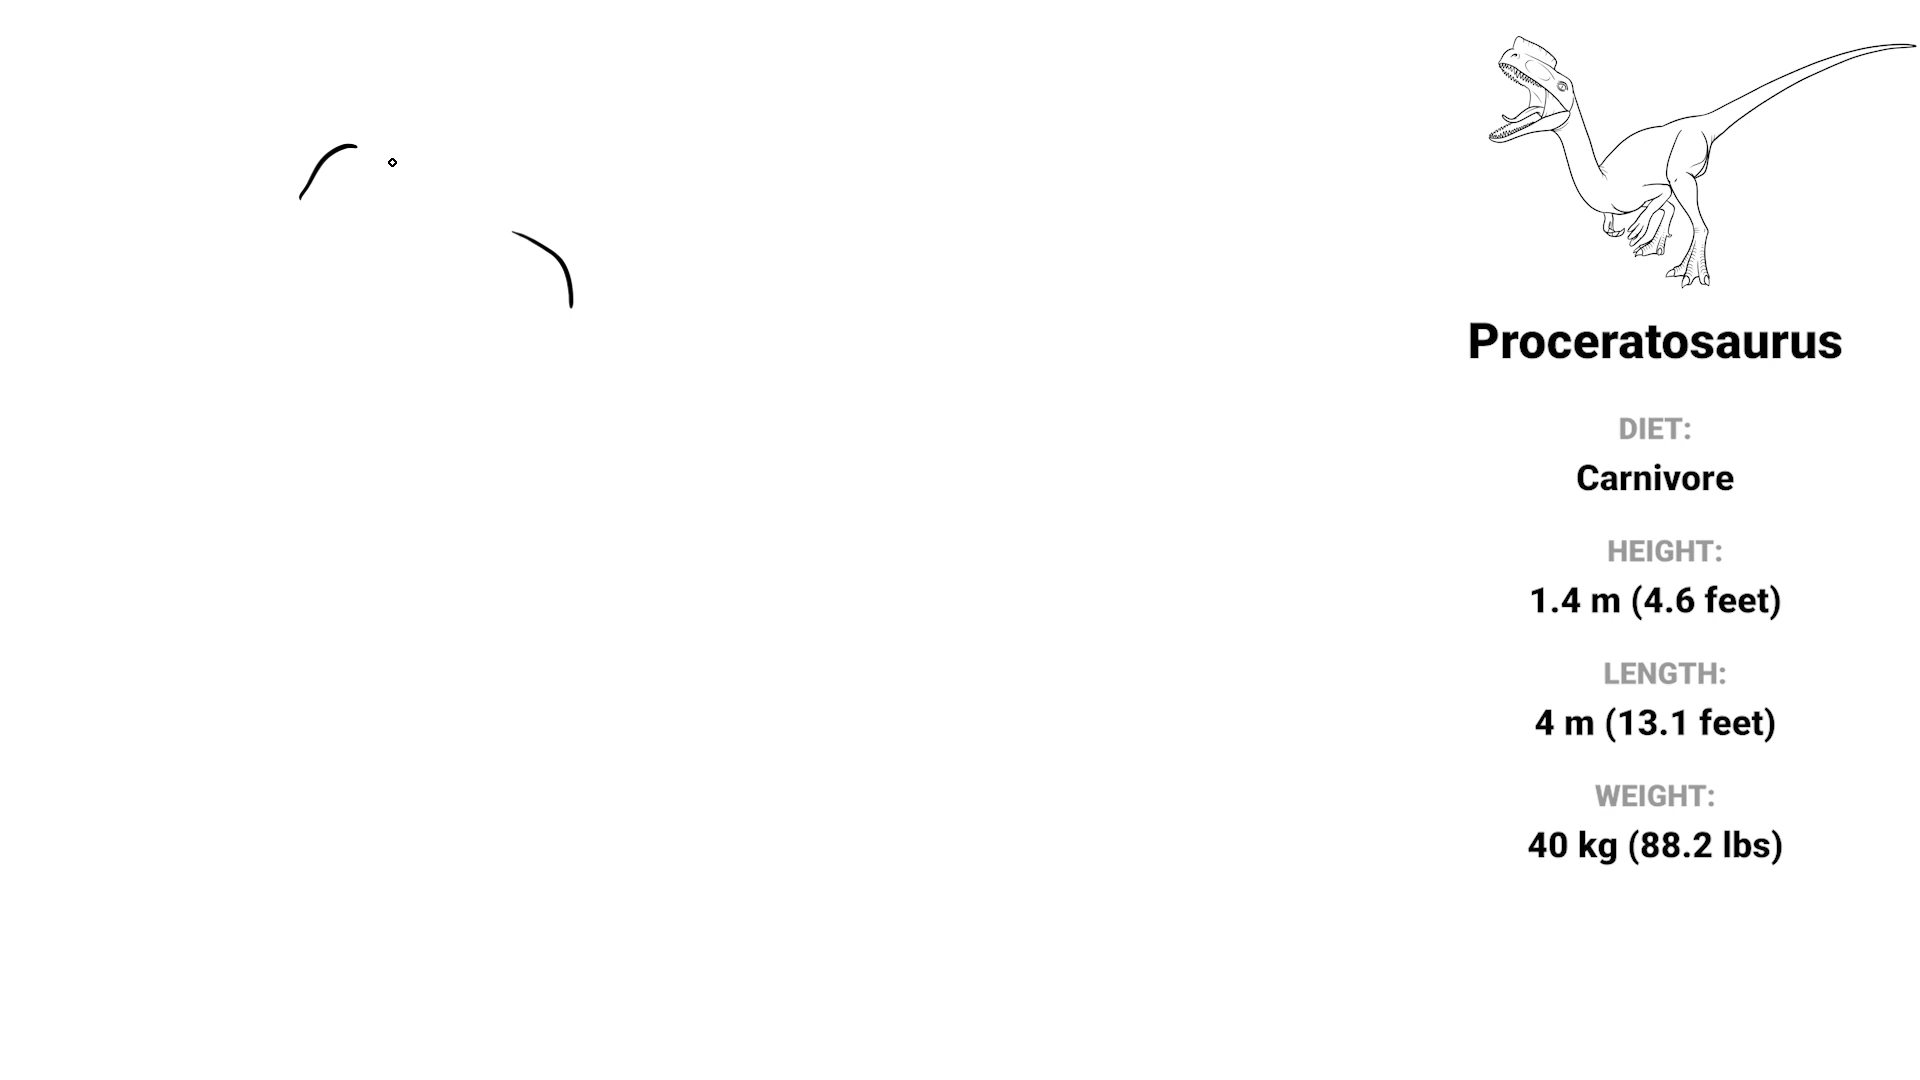 Proceratosaurus
DIET:
Carnivore
HEIGHT:
1.4 m (4.6 feet)
LENGTH:
4 m (13.1 feet)
WEIGHT:
40 kg (88.2 lbs)